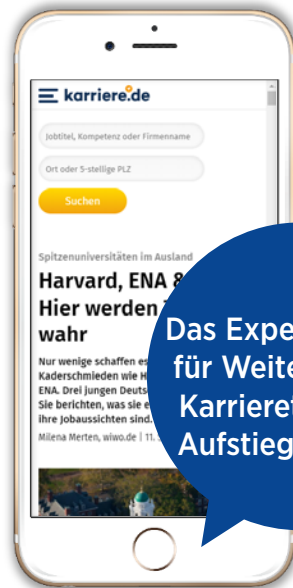 karriere.de
Jobtitel, Kompetenz oder Firmenname
Ort oder 5-stellige PLZ
Suchen
Spitzenuniversitäten im Ausland
Harvard, ENA &
Hier werden
wahr
Nur wenige schaffen es
Kaderschmieden wie H
ENA. Drei jungen Deuts
Sie berichten, was sie e
ihre Jobaussichten sind.
Milena Merten, wiwo.de | 11.
Das Expe
für Weite
Karrieret
Aufstieg